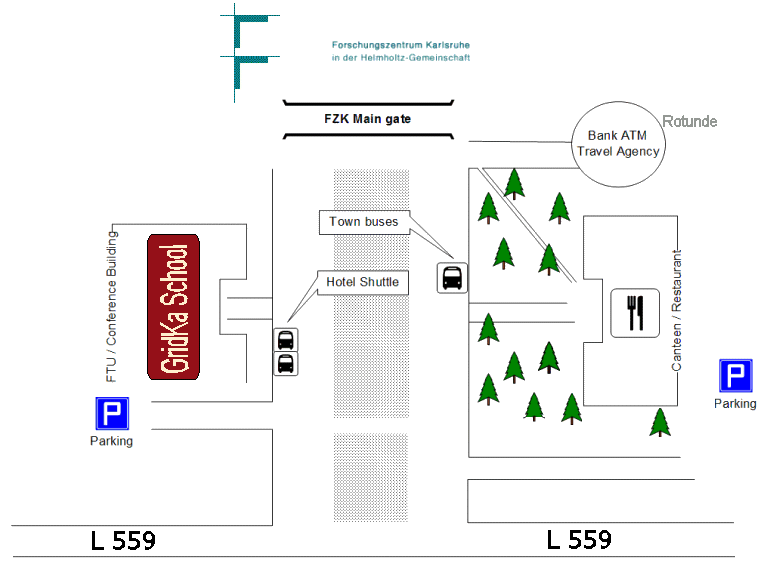 Forschungszentrum Karlsruhe
in der Helmholtz-Gemeinschaft
FZK Main gate
Rotunde
Bank ATM
Travel Agency
Town buses
Hotel Shuttle
FTU / Conference Building
GridKa School
Canteen / Restaurant
P
Parking
P
Parking
L 559
L 559